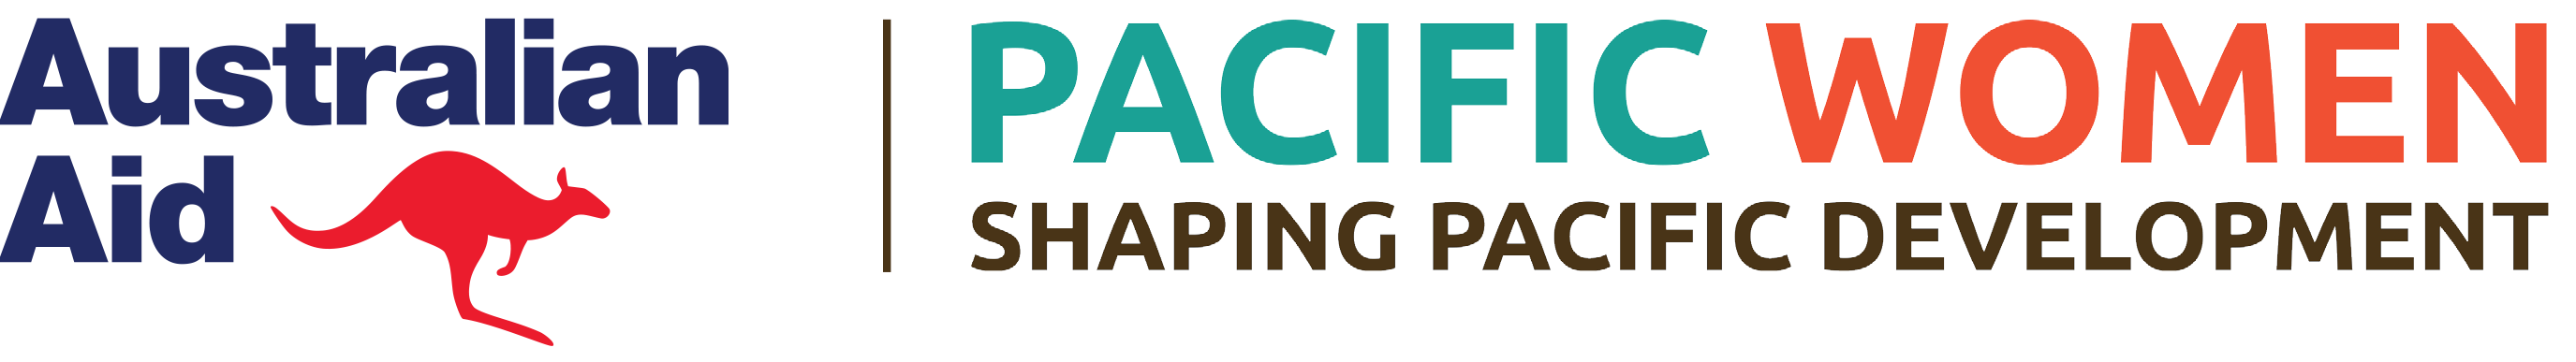 Australian
Aid
PACIFIC WOMEN
SHAPING PACIFIC DEVELOPMENT